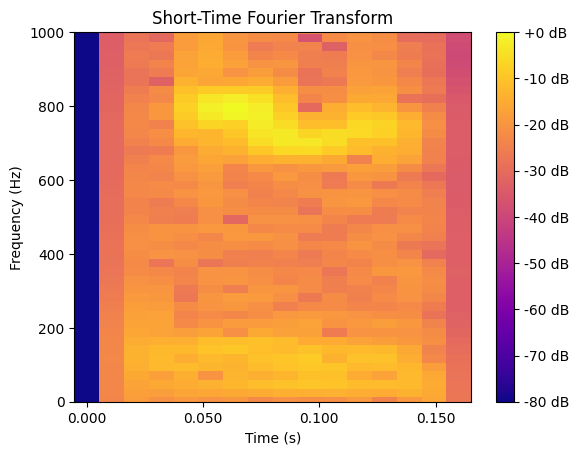 Short-Time Fourier Transform
Frequency (Hz)
1000
800
600
400
200
0
0.000 0.050 0.100 0.150
Time (s)
+0 dB
-10 dB
-20 dB
-30 dB
-40 dB
-50 dB
-60 dB
-70 dB
-80 dB